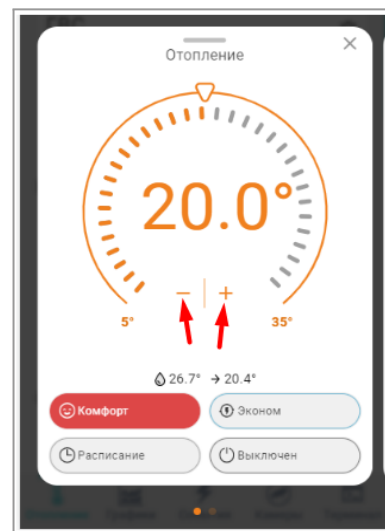 Отопление
20.0°
− +
5° 35°
26.7° → 20.4°
Комфорт Эконом
Расписание Выключен